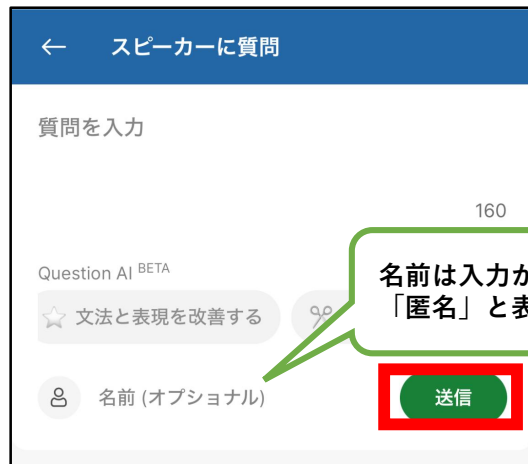 ← スピーカーに質問
質問を入力
160
Question AI BETA
文法と表現を改善する
名前は入力が
「匿名」と表
名前 (オプショナル)
送信